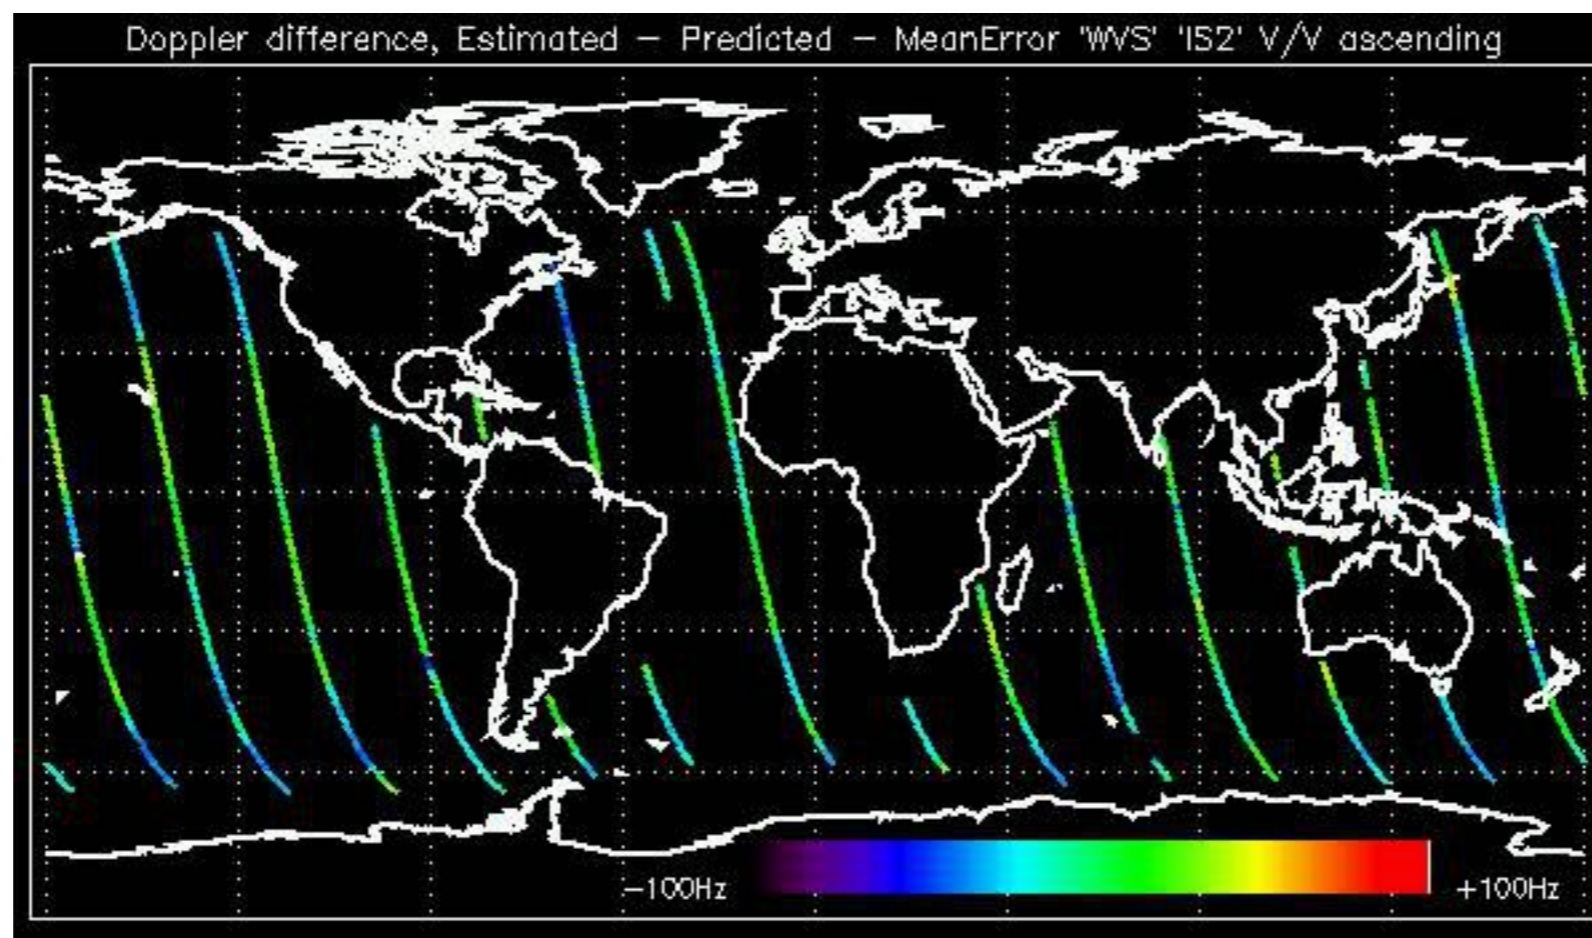 Doppler difference, Estimated − Predicted − MeanError 'WVS' 'IS2' V/V ascending
−100Hz +100Hz